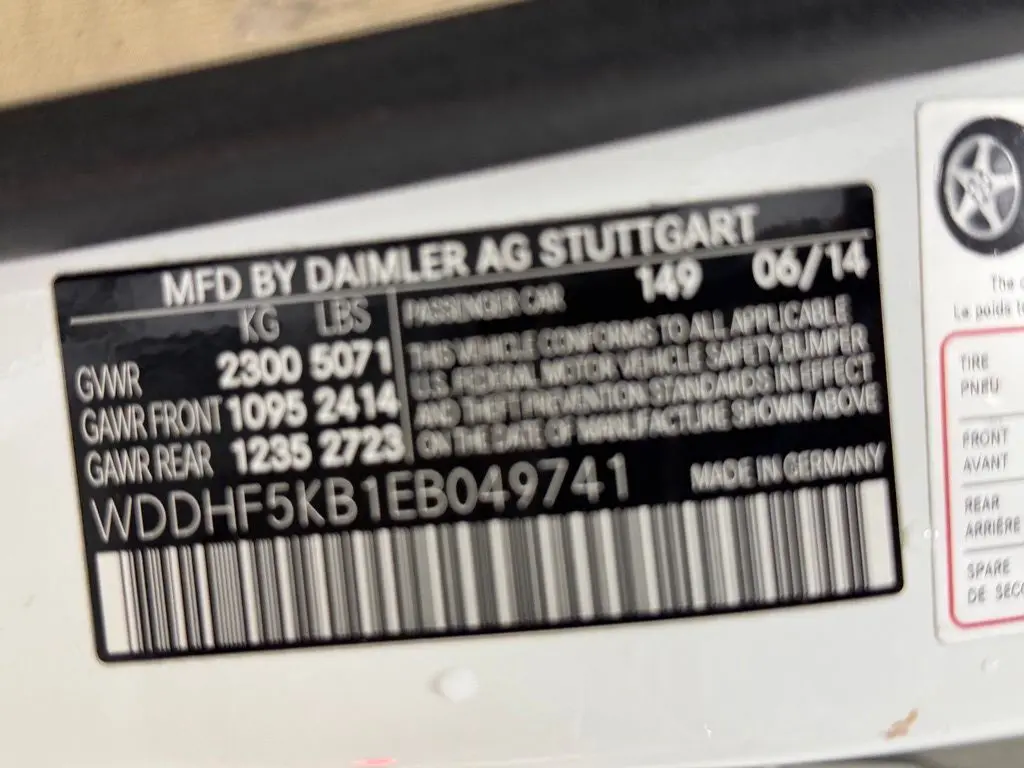 MFD BY DAIMLER AG STUTTGART
KG LBS
GVWR 2300 5071
GAWR FRONT 1095 2414
GAWR REAR 1235 2723
PASSENGER CAR 149 06/14
THIS VEHICLE CONFORMS TO ALL APPLICABLE
U.S. FEDERAL MOTOR VEHICLE SAFETY, BUMPER
AND THEFT PREVENTION STANDARDS IN EFFECT
ON THE DATE OF MANUFACTURE SHOWN ABOVE
WDDHF5KB1EB049741 MADE IN GERMANY
The
Le poids
TIRE
PNEU
FRONT
AVANT
REAR
ARRIÈRE
SPARE
DE